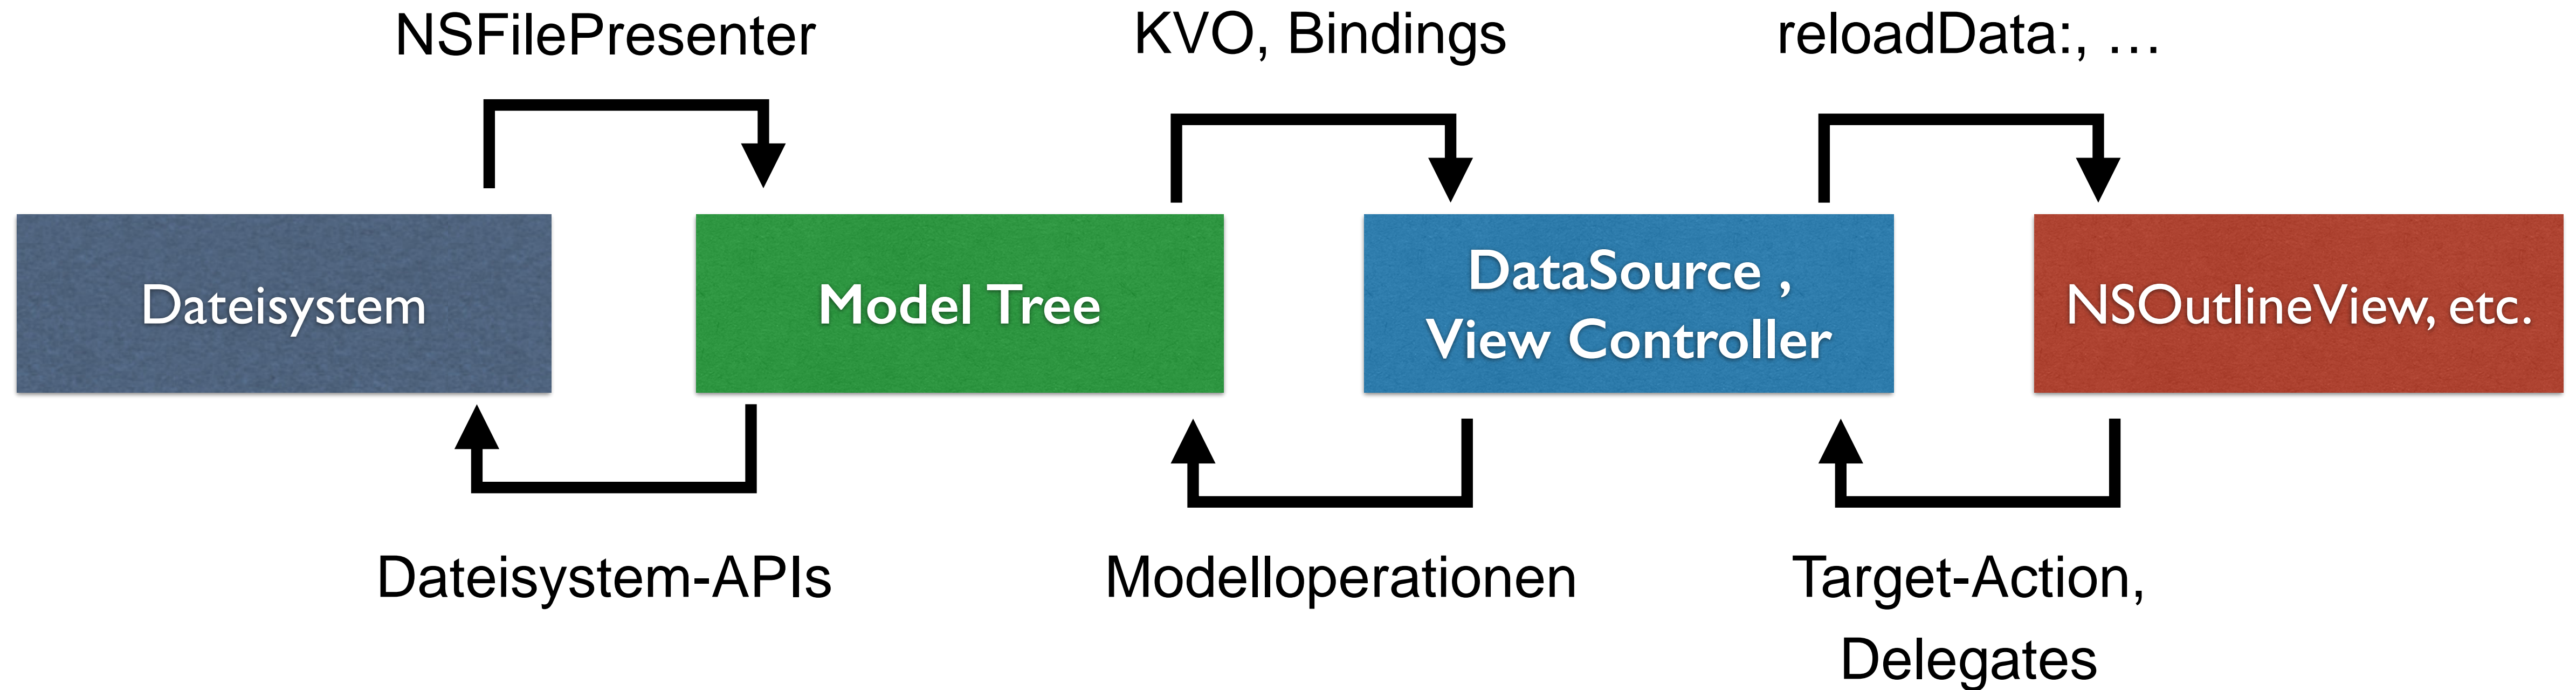 NSFilePresenter
KVO, Bindings
reloadData:, …
Dateisystem
Model Tree
DataSource ,
View Controller
NSOutlineView, etc.
Dateisystem-APIs
Modelloperationen
Target-Action,
Delegates